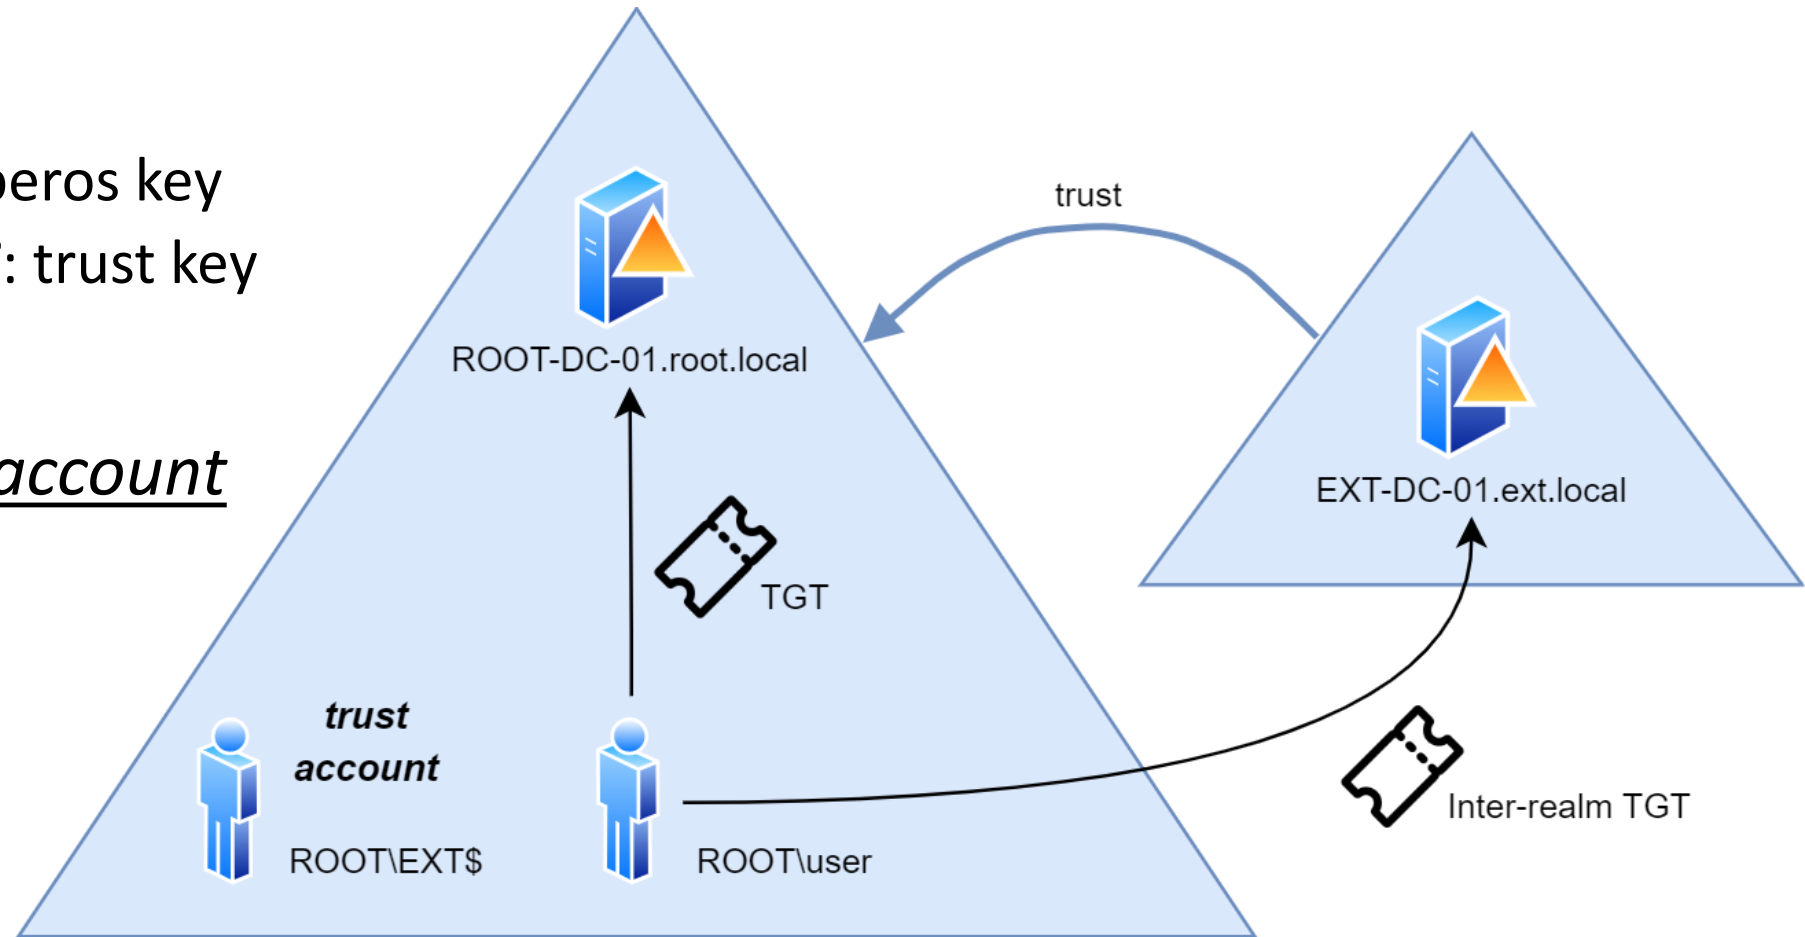 key
: trust key
account
trust
ROOT-DC-01.root.local
EXT-DC-01.ext.local
TGT
trust
account
Inter-realm TGT
ROOT\EXT$
ROOT\user